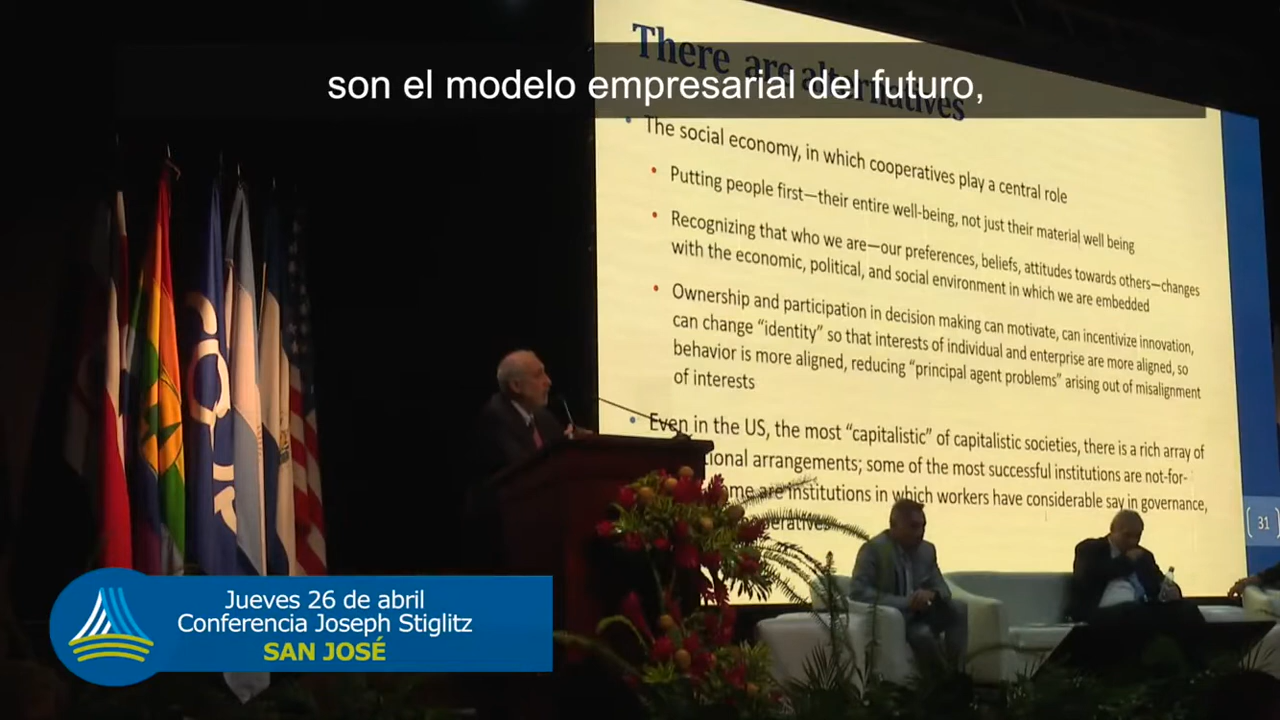 There are alternatives
son el modelo empresarial del futuro,
• The social economy, in which cooperatives play a central role
• Putting people first—their entire well-being, not just their material well being
• Recognizing that who we are—our preferences, beliefs, attitudes towards others—changes
with the economic, political, and social environment in which we are embedded
• Ownership and participation in decision making can motivate, can incentivize innovation,
can change “identity” so that interests of individual and enterprise are more aligned, so
behavior is more aligned, reducing “principal agent problems” arising out of misalignment
of interests
• Even in the US, the most “capitalistic” of capitalistic societies, there is a rich array of
arrangements; some of the most successful institutions are not-for-
are institutions in which workers have considerable say in governance,
31
Jueves 26 de abril
Conferencia Joseph Stiglitz
SAN JOSÉ